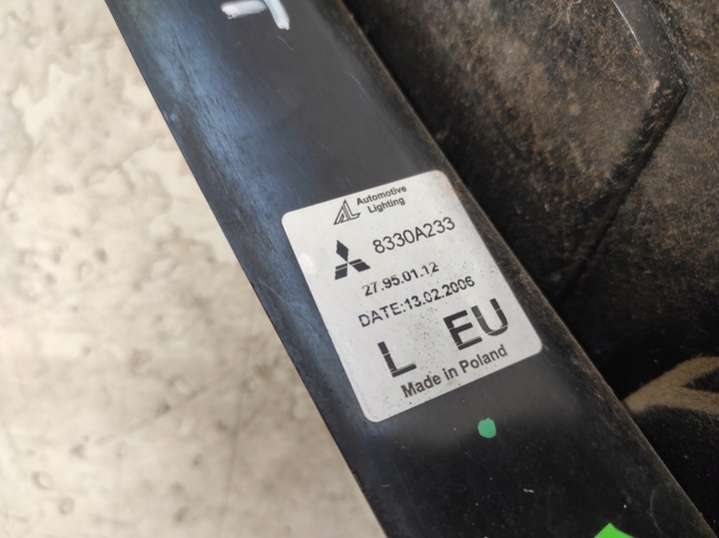 Automotive
Lighting
8330A233
27.95.01.12
DATE:13.02.2006
L EU
Made in Poland